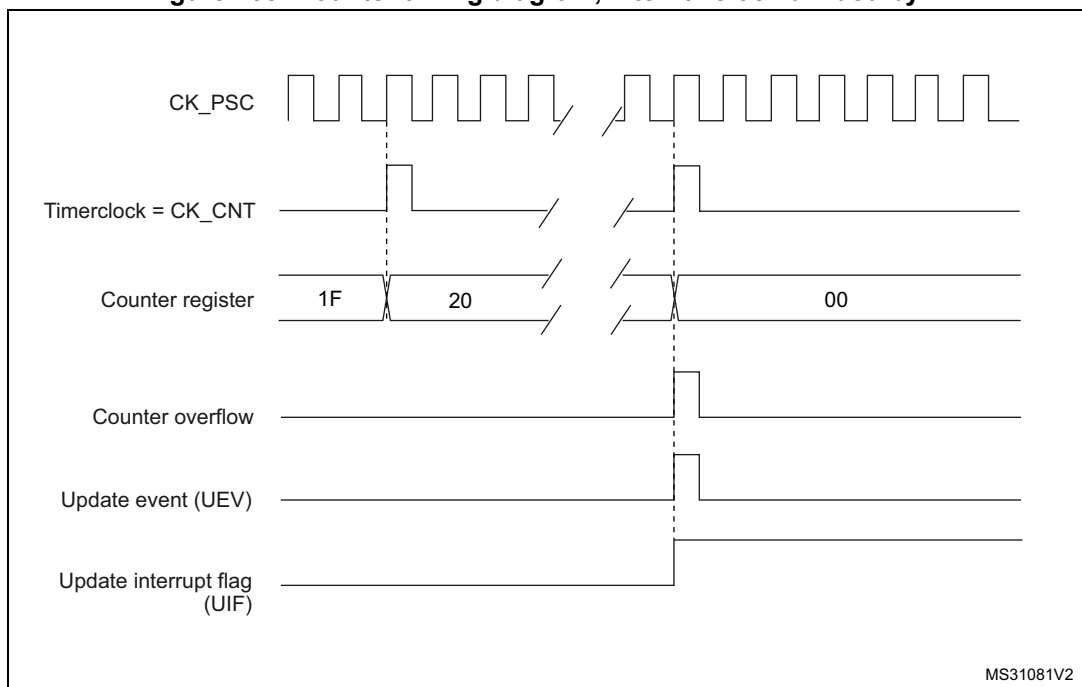 CK_PSC
Timerclock = CK_CNT
Counter register
1F
20
00
Counter overflow
Update event (UEV)
Update interrupt flag
(UIF)
MS31081V2